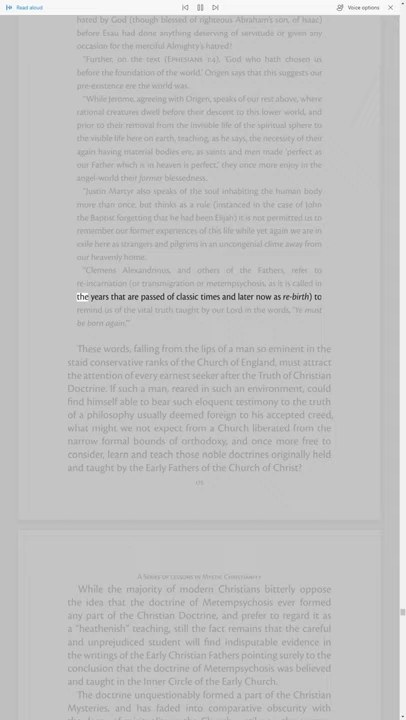 Read aloud
Voice options
hated by God (though blessed of righteous Abraham's son, of Isaac)
before Esau had done anything deserving of servitude or given any
occasion for the merciful Almighty's hatred?
"Further, on the text (Ephesians i:4), 'God who hath chosen us
before the foundation of the world,' Origen says that this suggests our
pre-existence ere the world was.
"While Jerome, agreeing with Origen, speaks of our rest above, where
rational creatures dwell before their descent to this lower world, and
prior to their removal from the invisible life of the spiritual sphere to
the visible life here on earth, teaching, as he says, the necessity of their
again having material bodies ere, as saints and men made 'perfect as
our Father which is in heaven is perfect,' they once more enjoy in the
angel-world their former blessedness.
"Justin Martyr also speaks of the soul inhabiting the human body
more than once, but thinks as a rule (instanced in the case of John
the Baptist forgetting that he had been Elijah) it is not permitted us to
remember our former experiences of this life while yet again we are in
exile here as strangers and pilgrims in an uncongenial clime away from
our heavenly home.
"Clemens Alexandrinus, and others of the Fathers, refer to
re-incarnation (or transmigration or metempsychosis, as it is called in
the years that are passed of classic times and later now as re-birth) to
remind us of the vital truth taught by our Lord in the words, 'Ye must
be born again.'"
These words, falling from the lips of a man so eminent in the
staid conservative ranks of the Church of England, must attract
the attention of every earnest seeker after the Truth of Christian
Doctrine. If such a man, reared in such an environment, could
find himself able to bear such eloquent testimony to the truth
of a philosophy usually deemed foreign to his accepted creed,
what might we not expect from a Church liberated from the
narrow formal bounds of orthodoxy, and once more free to
consider, learn and teach those noble doctrines originally held
and taught by the Early Fathers of the Church of Christ?
A Series of Lessons in Mystic Christianity
While the majority of modern Christians bitterly oppose
the idea that the doctrine of Metempsychosis ever formed
any part of the Christian Doctrine, and prefer to regard it as
a "heathenish" teaching, still the fact remains that the careful
and unprejudiced student will find indisputable evidence in
the writings of the Early Christian Fathers pointing surely to the
conclusion that the doctrine of Metempsychosis was believed
and taught in the Inner Circle of the Early Church.
The doctrine unquestionably formed a part of the Christian
Mysteries, and has faded into comparative obscurity with